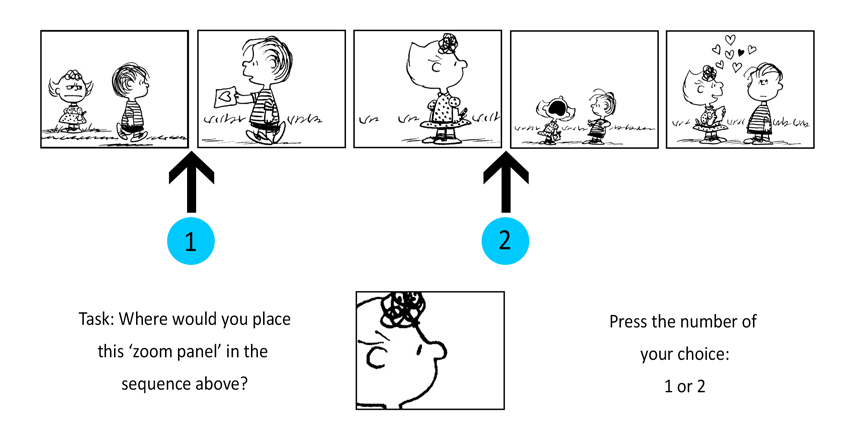 1
2
Task: Where would you place
this ‘zoom panel’ in the
sequence above?
Press the number of
your choice:
1 or 2